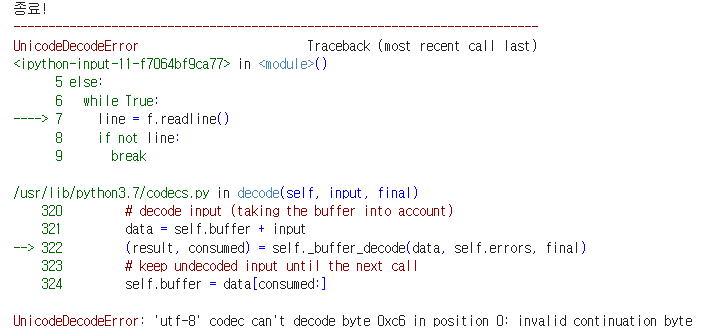 종료!
---------------------------------------------------------------------------
UnicodeDecodeError                        Traceback (most recent call last)
<ipython-input-11-f7064bf9ca77> in <module>()
      5 else:
      6   while True:
----> 7     line = f.readline()
      8     if not line:
      9       break

/usr/lib/python3.7/codecs.py in decode(self, input, final)
    320         # decode input (taking the buffer into account)
    321         data = self.buffer + input
--> 322         (result, consumed) = self._buffer_decode(data, self.errors, final)
    323         # keep undecoded input until the next call
    324         self.buffer = data[consumed:]

UnicodeDecodeError: 'utf-8' codec can't decode byte 0xc6 in position 0: invalid continuation byte